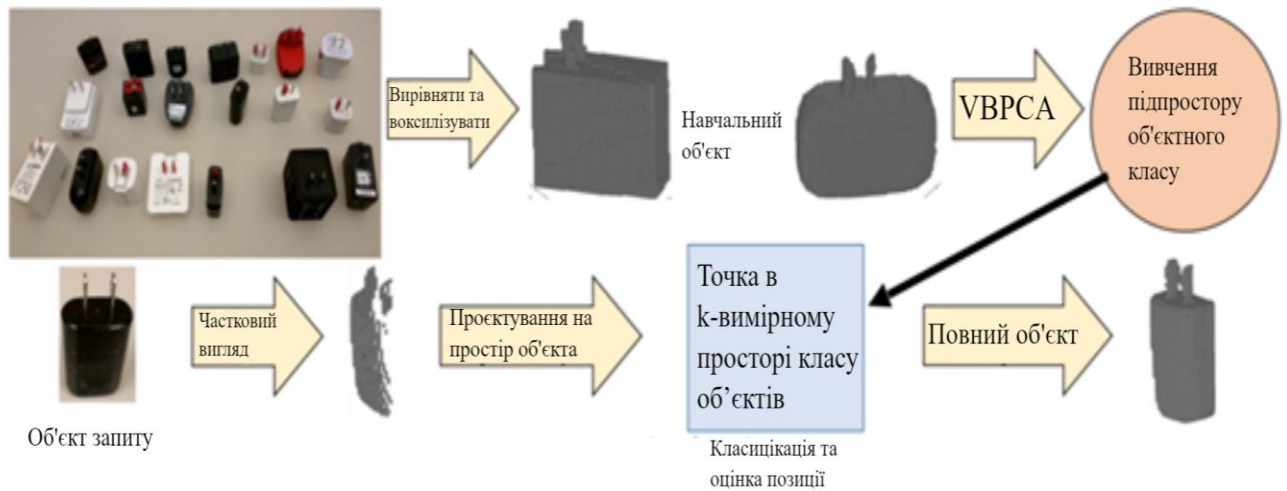 Вирівняти та
воксилізувати
Навчальний
об'єкт
VBPCA
Вивчення
підпростору
об'єктного
класу
Частковий
вигляд
Проєктування на
простір об'єкта
Точка в
k-вимірному
просторі класу
об’єктів
Повний об'єкт
Об'єкт запиту
Класицікація та
оцінка позиції